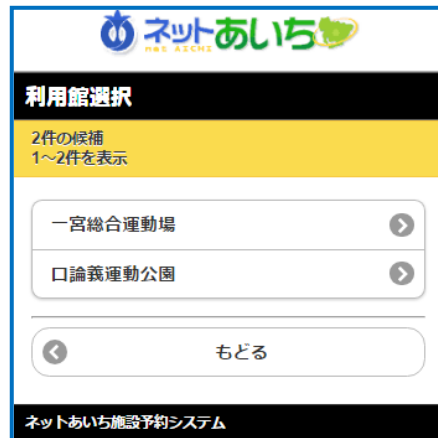 ネットあいち
net AICHI
利用館選択
2件の候補
1～2件を表示
一宮総合運動場
口論義運動公園
もどる
ネットあいち施設予約システム